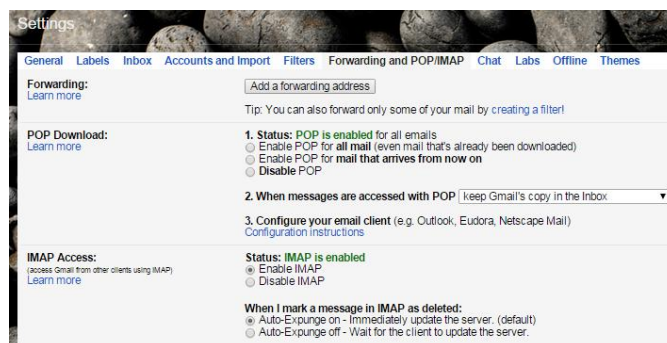 Settings
General Labels Inbox Accounts and Import Filters Forwarding and POP/IMAP Chat Labs Offline Themes
Forwarding:
Learn more
Add a forwarding address
Tip: You can also forward only some of your mail by creating a filter!
POP Download:
Learn more
1. Status: POP is enabled for all emails
Enable POP for all mail (even mail that's already been downloaded)
Enable POP for mail that arrives from now on
Disable POP
2. When messages are accessed with POP keep Gmail's copy in the Inbox
3. Configure your email client (e.g. Outlook, Eudora, Netscape Mail)
Configuration instructions
IMAP Access:
(access Gmail from other clients using IMAP)
Learn more
Status: IMAP is enabled
Enable IMAP
Disable IMAP
When I mark a message in IMAP as deleted:
Auto-Expunge on - Immediately update the server. (default)
Auto-Expunge off - Wait for the client to update the server.